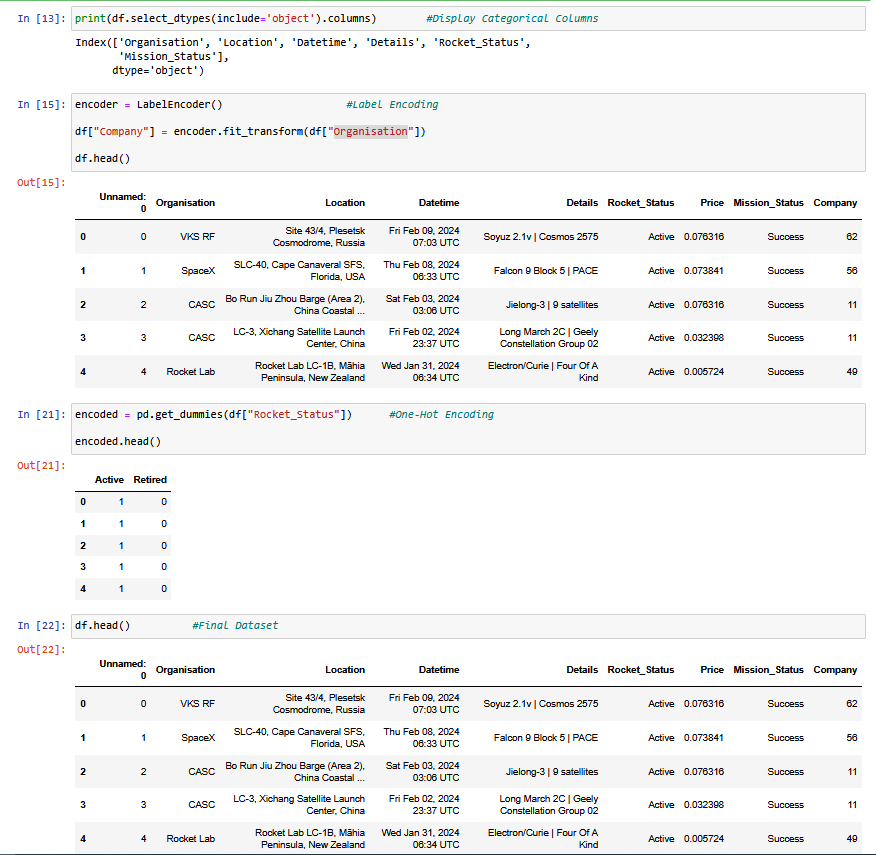 In [13]: print(df.select_dtypes(include='object').columns) #Display Categorical Columns
Index(['Organisation', 'Location', 'Datetime', 'Details', 'Rocket_Status',
'Mission_Status'],
dtype='object')
In [15]: encoder = LabelEncoder() #Label Encoding
df["Company"] = encoder.fit_transform(df["Organisation"])
df.head()
Out[15]:
Unnamed: 0 Organisation Location Datetime Details Rocket_Status Price Mission_Status Company
0 0 VKS RF Site 43/4, Plesetsk Cosmodrome, Russia Fri Feb 09, 2024 07:03 UTC Soyuz 2.1v | Cosmos 2575 Active 0.076316 Success 62
1 1 SpaceX SLC-40, Cape Canaveral SFS, Florida, USA Thu Feb 08, 2024 06:33 UTC Falcon 9 Block 5 | PACE Active 0.073841 Success 56
2 2 CASC Bo Run Jiu Zhou Barge (Area 2), China Coastal ... Sat Feb 03, 2024 03:06 UTC Jielong-3 | 9 satellites Active 0.076316 Success 11
3 3 CASC LC-3, Xichang Satellite Launch Center, China Fri Feb 02, 2024 23:37 UTC Long March 2C | Geely Constellation Group 02 Active 0.032398 Success 11
4 4 Rocket Lab Rocket Lab LC-1B, Māhia Peninsula, New Zealand Wed Jan 31, 2024 06:34 UTC Electron/Curie | Four Of A Kind Active 0.005724 Success 49
In [21]: encoded = pd.get_dummies(df["Rocket_Status"]) #One-Hot Encoding
encoded.head()
Out[21]:
Active Retired
0 1 0
1 1 0
2 1 0
3 1 0
4 1 0
In [22]: df.head() #Final Dataset
Out[22]:
Unnamed: 0 Organisation Location Datetime Details Rocket_Status Price Mission_Status Company
0 0 VKS RF Site 43/4, Plesetsk Cosmodrome, Russia Fri Feb 09, 2024 07:03 UTC Soyuz 2.1v | Cosmos 2575 Active 0.076316 Success 62
1 1 SpaceX SLC-40, Cape Canaveral SFS, Florida, USA Thu Feb 08, 2024 06:33 UTC Falcon 9 Block 5 | PACE Active 0.073841 Success 56
2 2 CASC Bo Run Jiu Zhou Barge (Area 2), China Coastal ... Sat Feb 03, 2024 03:06 UTC Jielong-3 | 9 satellites Active 0.076316 Success 11
3 3 CASC LC-3, Xichang Satellite Launch Center, China Fri Feb 02, 2024 23:37 UTC Long March 2C | Geely Constellation Group 02 Active 0.032398 Success 11
4 4 Rocket Lab Rocket Lab LC-1B, Māhia Peninsula, New Zealand Wed Jan 31, 2024 06:34 UTC Electron/Curie | Four Of A Kind Active 0.005724 Success 49